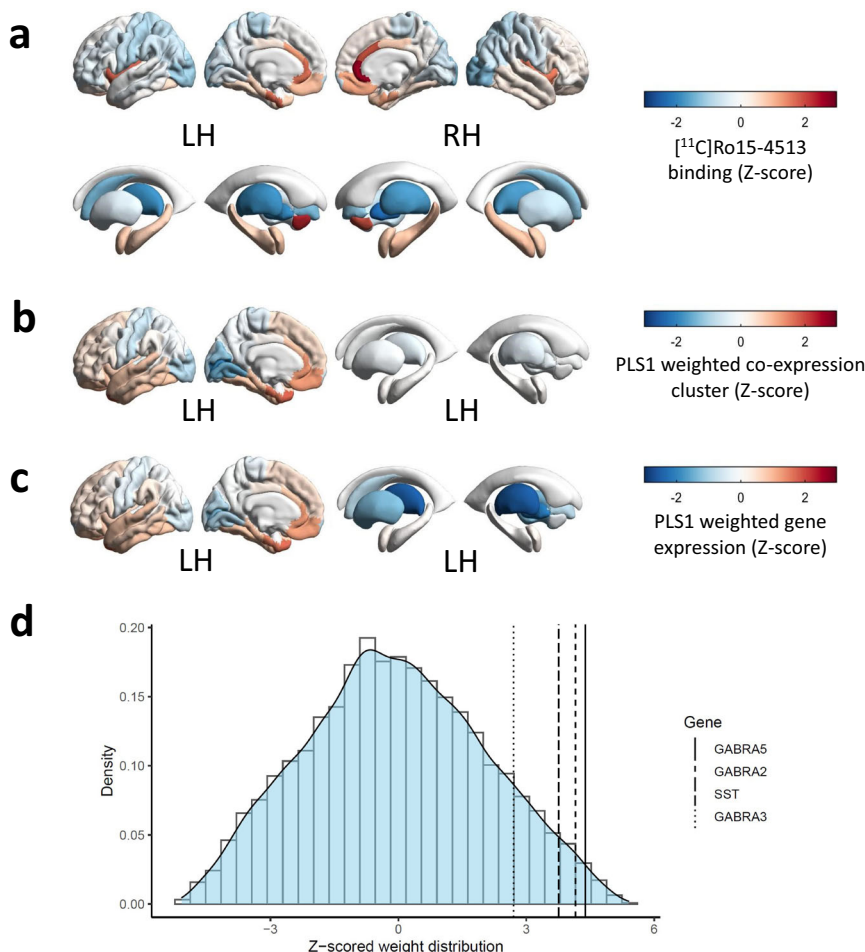 a
LH
RH
-2
0
2
[¹¹C]Ro15-4513
binding (Z-score)
b
LH
LH
-2
0
2
PLS1 weighted co-expression
cluster (Z-score)
c
LH
LH
-2
0
2
PLS1 weighted gene
expression (Z-score)
d
0.20
0.15
0.10
0.05
0.00
Density
-3
0
3
6
Z-scored weight distribution
Gene
GABRA5
GABRA2
SST
GABRA3